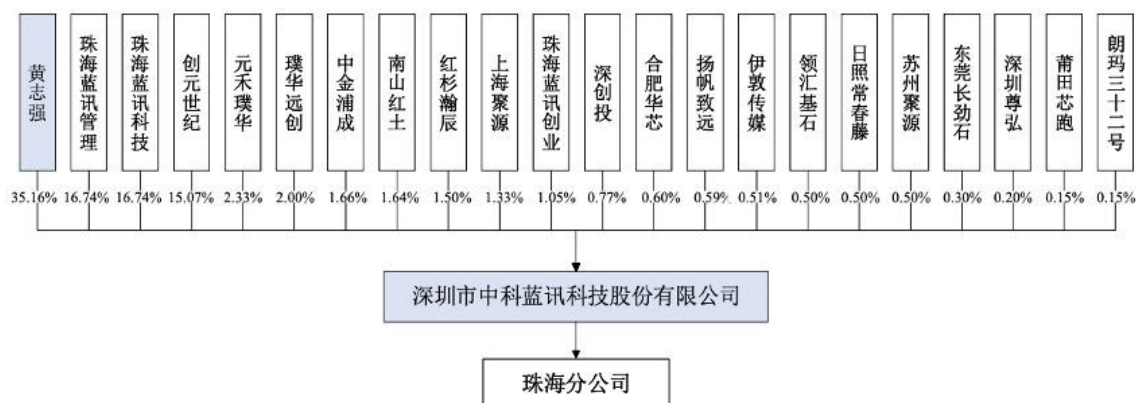 黄志强
珠海蓝讯管理
珠海蓝讯科技
创元世纪
元禾璞华
璞华远创
中金浦成
南山红土
红杉瀚辰
上海聚源
珠海蓝讯创业
深创投
合肥华芯
扬帆致远
伊敦传媒
领汇基石
日照常春藤
苏州聚源
东莞长劲石
深圳尊弘
莆田芯跑
朗玛三十二号
35.16% 16.74% 16.74% 15.07% 2.33% 2.00% 1.66% 1.64% 1.50% 1.33% 1.05% 0.77% 0.60% 0.59% 0.51% 0.50% 0.50% 0.50% 0.30% 0.20% 0.15% 0.15%
深圳市中科蓝讯科技股份有限公司
珠海分公司